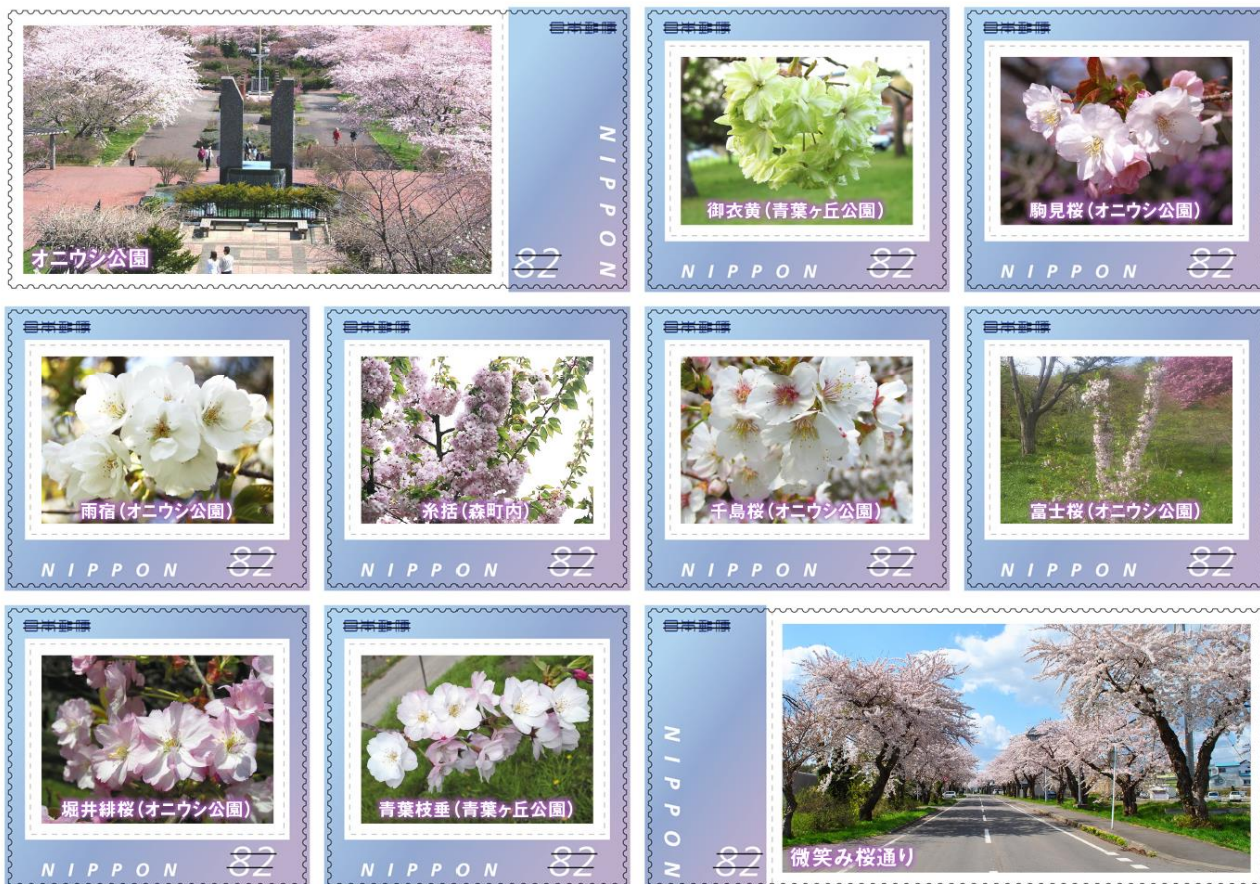 オニウシ公園
日本郵便
NIPPON
82
日本郵便
御衣黄(青葉ヶ丘公園)
NIPPON
82
日本郵便
駒見桜(オニウシ公園)
NIPPON
82
日本郵便
雨宿(オニウシ公園)
NIPPON
82
日本郵便
糸括(森町内)
NIPPON
82
日本郵便
千島桜(オニウシ公園)
NIPPON
82
日本郵便
富士桜(オニウシ公園)
NIPPON
82
日本郵便
堀井緋桜(オニウシ公園)
NIPPON
82
日本郵便
青葉枝垂(青葉ヶ丘公園)
NIPPON
82
日本郵便
NIPPON
82
微笑み桜通り